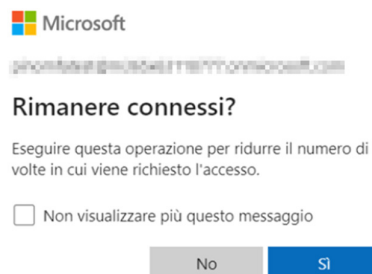 Microsoft
Rimanere connessi?
Eseguire questa operazione per ridurre il numero di
volte in cui viene richiesto l'accesso.
Non visualizzare più questo messaggio
No
Sì